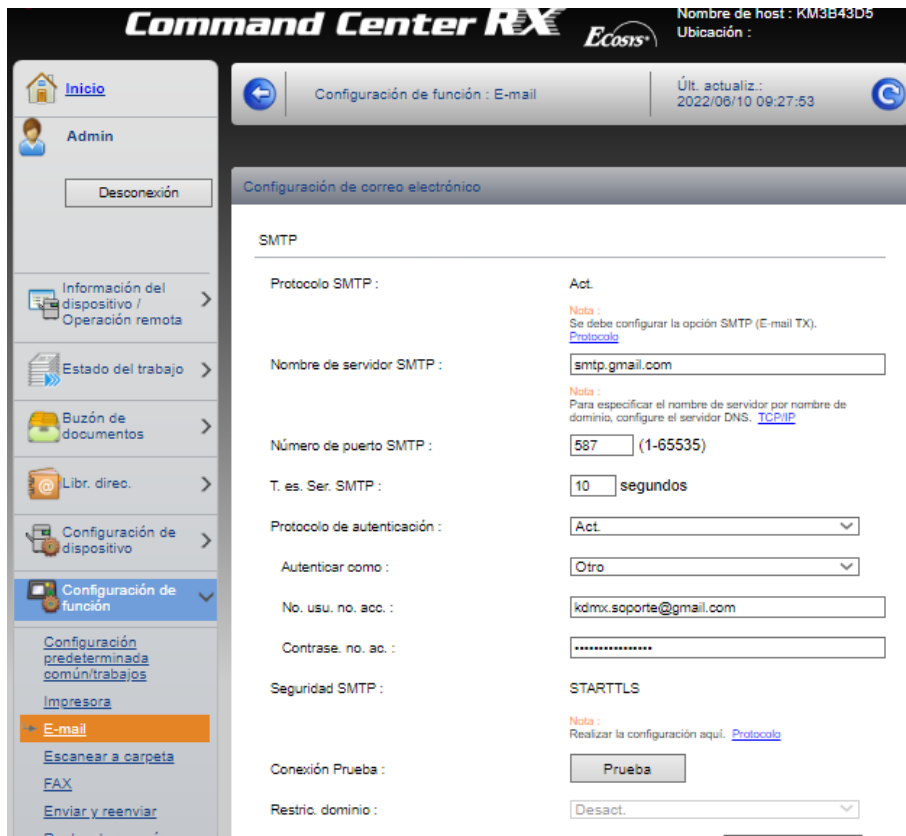 Command Center RX
Ecosys
Nombre de host : KM3B43D5
Ubicación :
Inicio
Admin
Desconexión
Configuración de función : E-mail
Últ. actualiz.:
2022/06/10 09:27:53
Información del
dispositivo /
Operación remota
Estado del trabajo
Buzón de
documentos
Libr. direc.
Configuración de
dispositivo
Configuración de
función
Configuración
predeterminada
común/trabajos
Impresora
E-mail
Escanear a carpeta
FAX
Enviar y reenviar
Configuración de correo electrónico
SMTP
Protocolo SMTP : Act.
Nota :
Se debe configurar la opción SMTP (E-mail TX).
Protocolo
Nombre de servidor SMTP : smtp.gmail.com
Nota :
Para especificar el nombre de servidor por nombre de
dominio, configure el servidor DNS. TCP/IP
Número de puerto SMTP : 587 (1-65535)
T. es. Ser. SMTP : 10 segundos
Protocolo de autenticación : Act.
Autenticar como : Otro
No. usu. no. acc. : kdmx.soporte@gmail.com
Contrase. no. ac. : ••••••••••••••••
Seguridad SMTP : STARTTLS
Nota :
Realizar la configuración aquí. Protocolo
Conexión Prueba : Prueba
Restric. dominio : Desact.